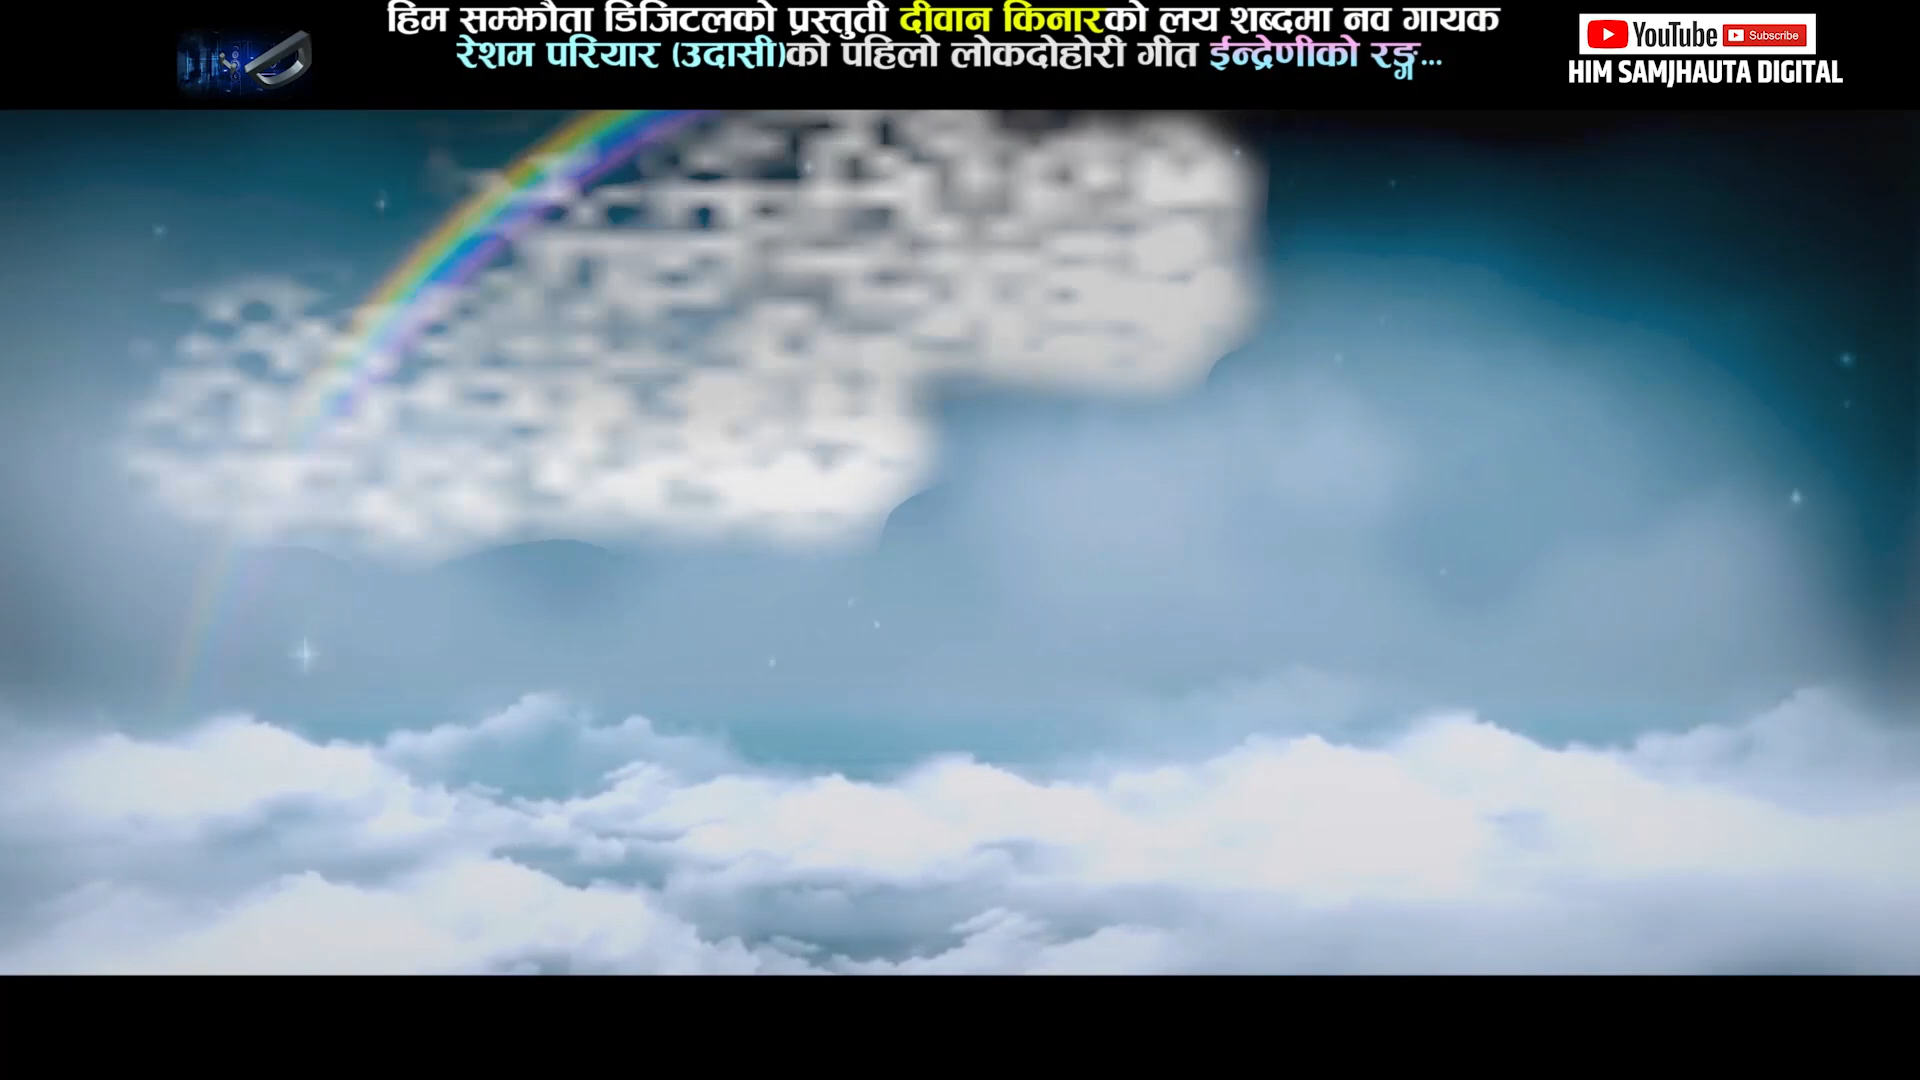 हिम सम्झौता डिजिटलको प्रस्तुती दीवान किनारको लय शब्दमा नव गायक
रेशम परियार (उदासी)को पहिलो लोकदोहोरी गीत ईन्द्रेणीको रङ्ग...
YouTube Subscribe
HIM SAMJHAUTA DIGITAL